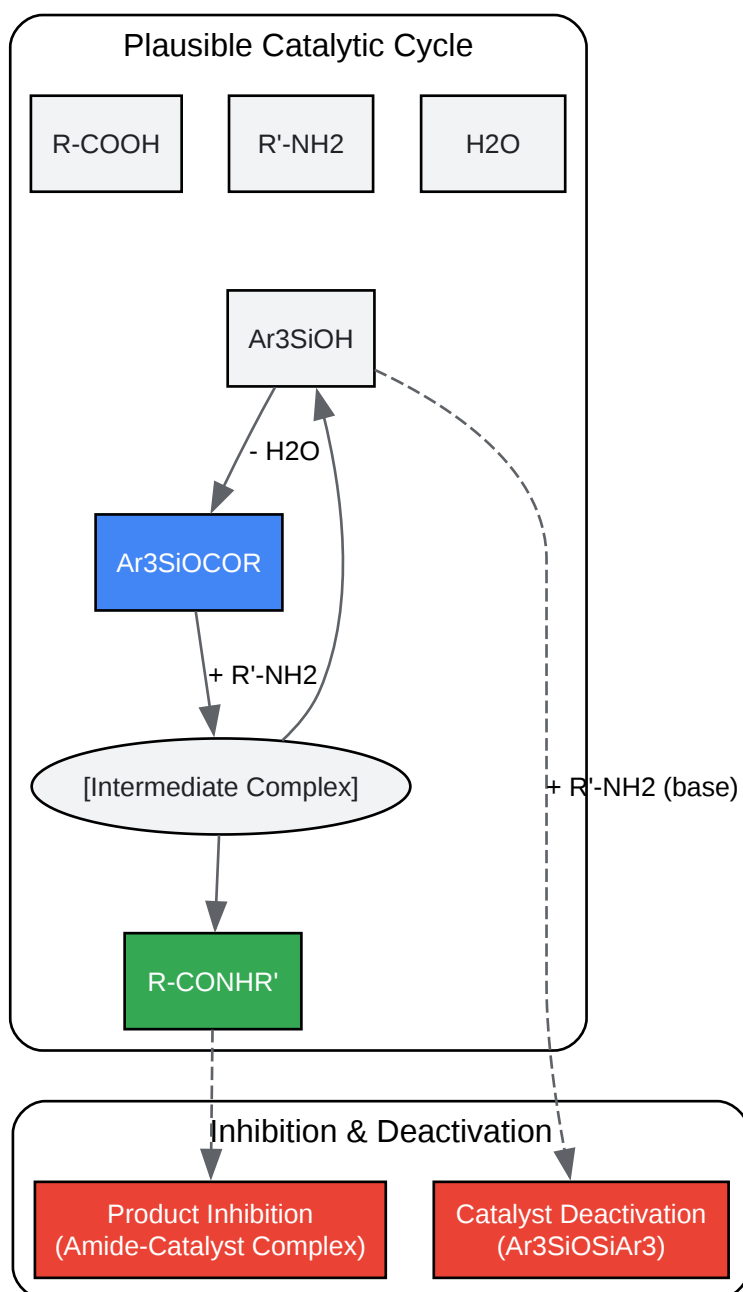 Plausible Catalytic Cycle
R-COOH
R'-NH2
H2O
Ar3SiOH
- H2O
Ar3SiOCOR
+ R'-NH2
[Intermediate Complex]
+ R'-NH2 (base)
R-CONHR'
Inhibition & Deactivation
Product Inhibition
(Amide-Catalyst Complex)
Catalyst Deactivation
(Ar3SiOSiAr3)